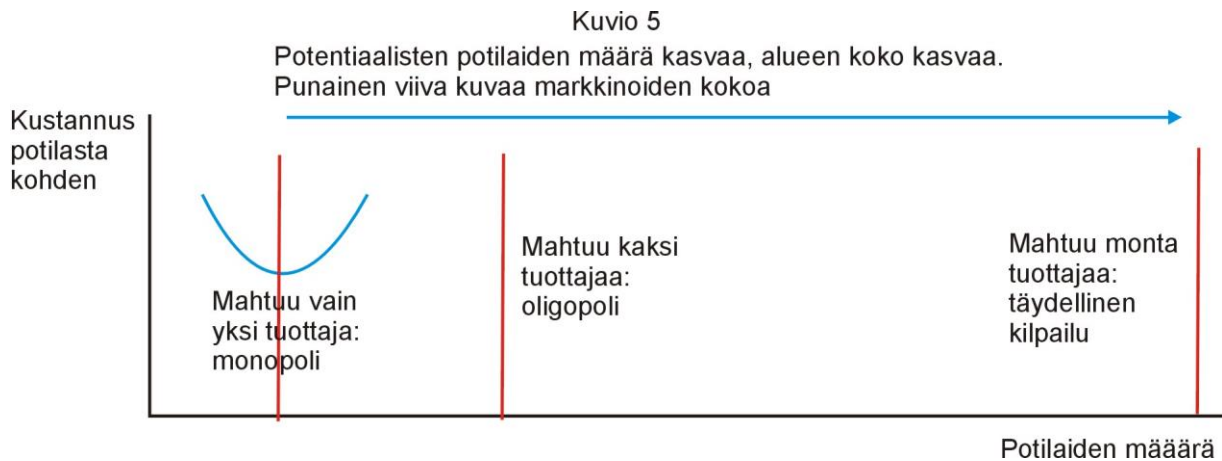 Kuvio 5
Potentiaalisten potilaiden määrä kasvaa, alueen koko kasvaa.
Punainen viiva kuvaa markkinoiden kokoa
Kustannus
potilasta
kohden
Mahtuu vain
yksi tuottaja:
monopoli
Mahtuu kaksi
tuottajaa:
oligopoli
Mahtuu monta
tuottajaa:
täydellinen
kilpailu
Potilaiden määärä